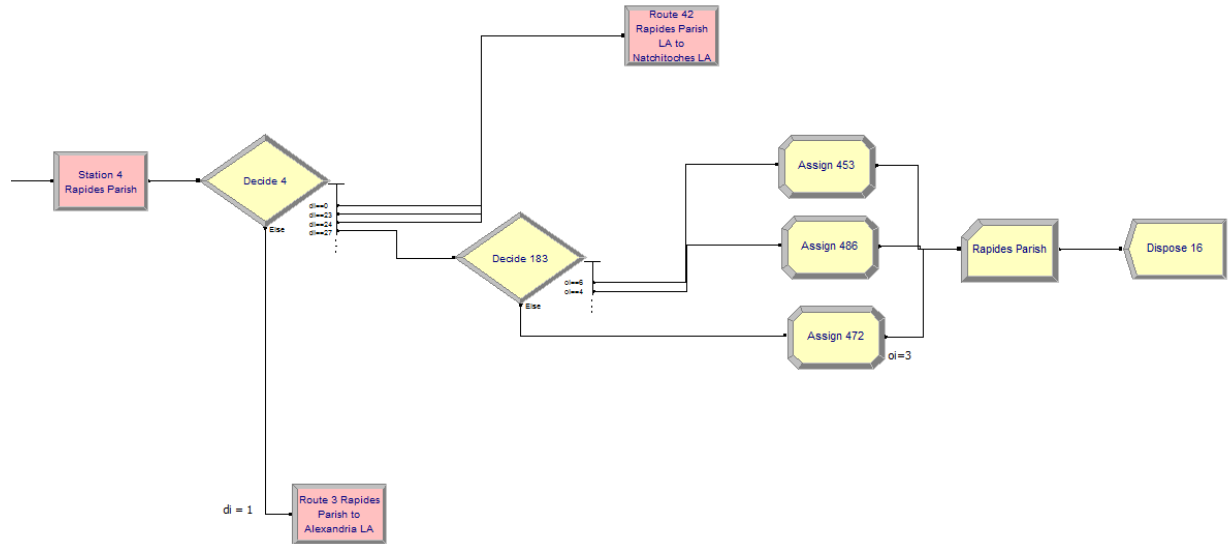 Route 42
Rapides Parish
LA to
Natchitoches LA
Station 4
Rapides Parish
Decide 4
di==0
di==23
di==24
di==27
Else
Decide 183
oi==6
oi==4
Else
Assign 453
Assign 486
Assign 472
oi=3
Rapides Parish
Dispose 16
di = 1
Route 3 Rapides
Parish to
Alexandria LA